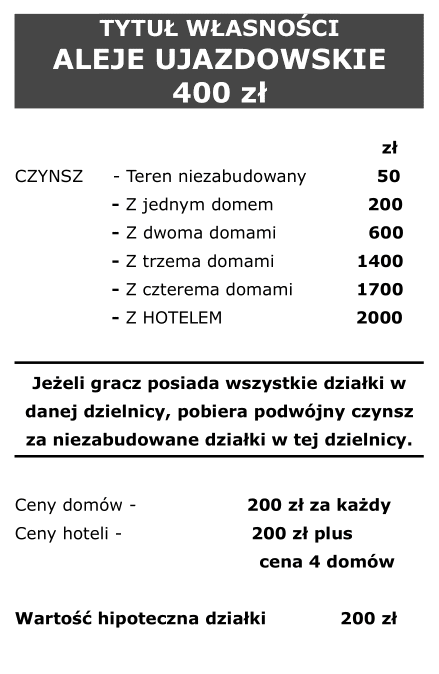 TYTUŁ WŁASNOŚCI
ALEJE UJAZDOWSKIE
400 zł
zł
CZYNSZ - Teren niezabudowany 50
- Z jednym domem 200
- Z dwoma domami 600
- Z trzema domami 1400
- Z czterema domami 1700
- Z HOTELEM 2000
Jeżeli gracz posiada wszystkie działki w
danej dzielnicy, pobiera podwójny czynsz
za niezabudowane działki w tej dzielnicy.
Ceny domów - 200 zł za każdy
Ceny hoteli - 200 zł plus
cena 4 domów
Wartość hipoteczna działki 200 zł